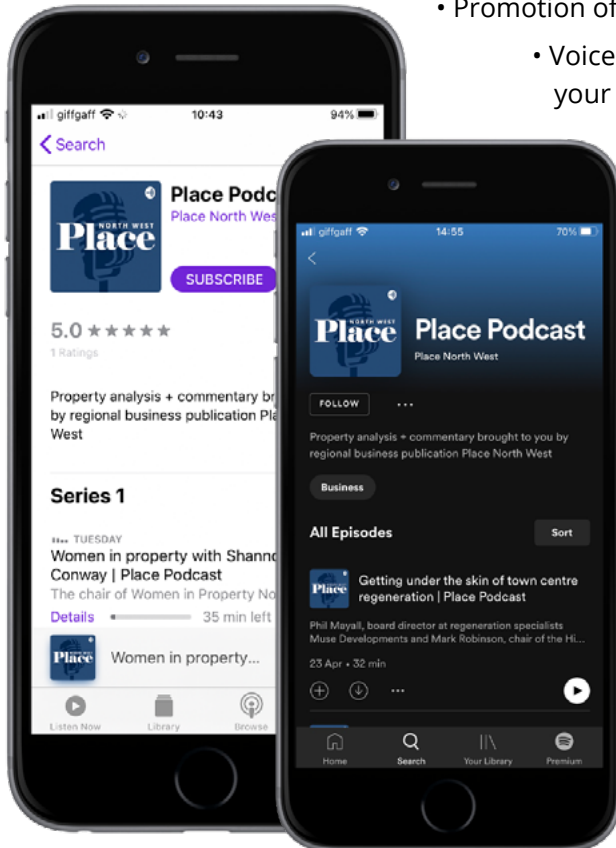 • Promotion of
• Voice
your
giffgaff
10:43
94%
Search
NORTH WEST
Place
Place Podc
Place North Wes
SUBSCRIBE
5.0 ★★★★★
1 Ratings
Property analysis + commentary br
by regional business publication Pla
West
Series 1
TUESDAY
Women in property with Shanno
Conway | Place Podcast
The chair of Women in Property No
Details
35 min left
Place
Women in property...
Listen Now
Library
Browse
giffgaff
14:55
70%
NORTH WEST
Place
Place Podcast
Place North West
FOLLOW
...
Property analysis + commentary brought to you by
regional business publication Place North West
Business
All Episodes
Sort
Place
Getting under the skin of town centre
regeneration | Place Podcast
Phil Mayall, board director at regeneration specialists
Muse Developments and Mark Robinson, chair of the Hi...
23 Apr • 32 min
...
Home
Search
Your Library
Premium